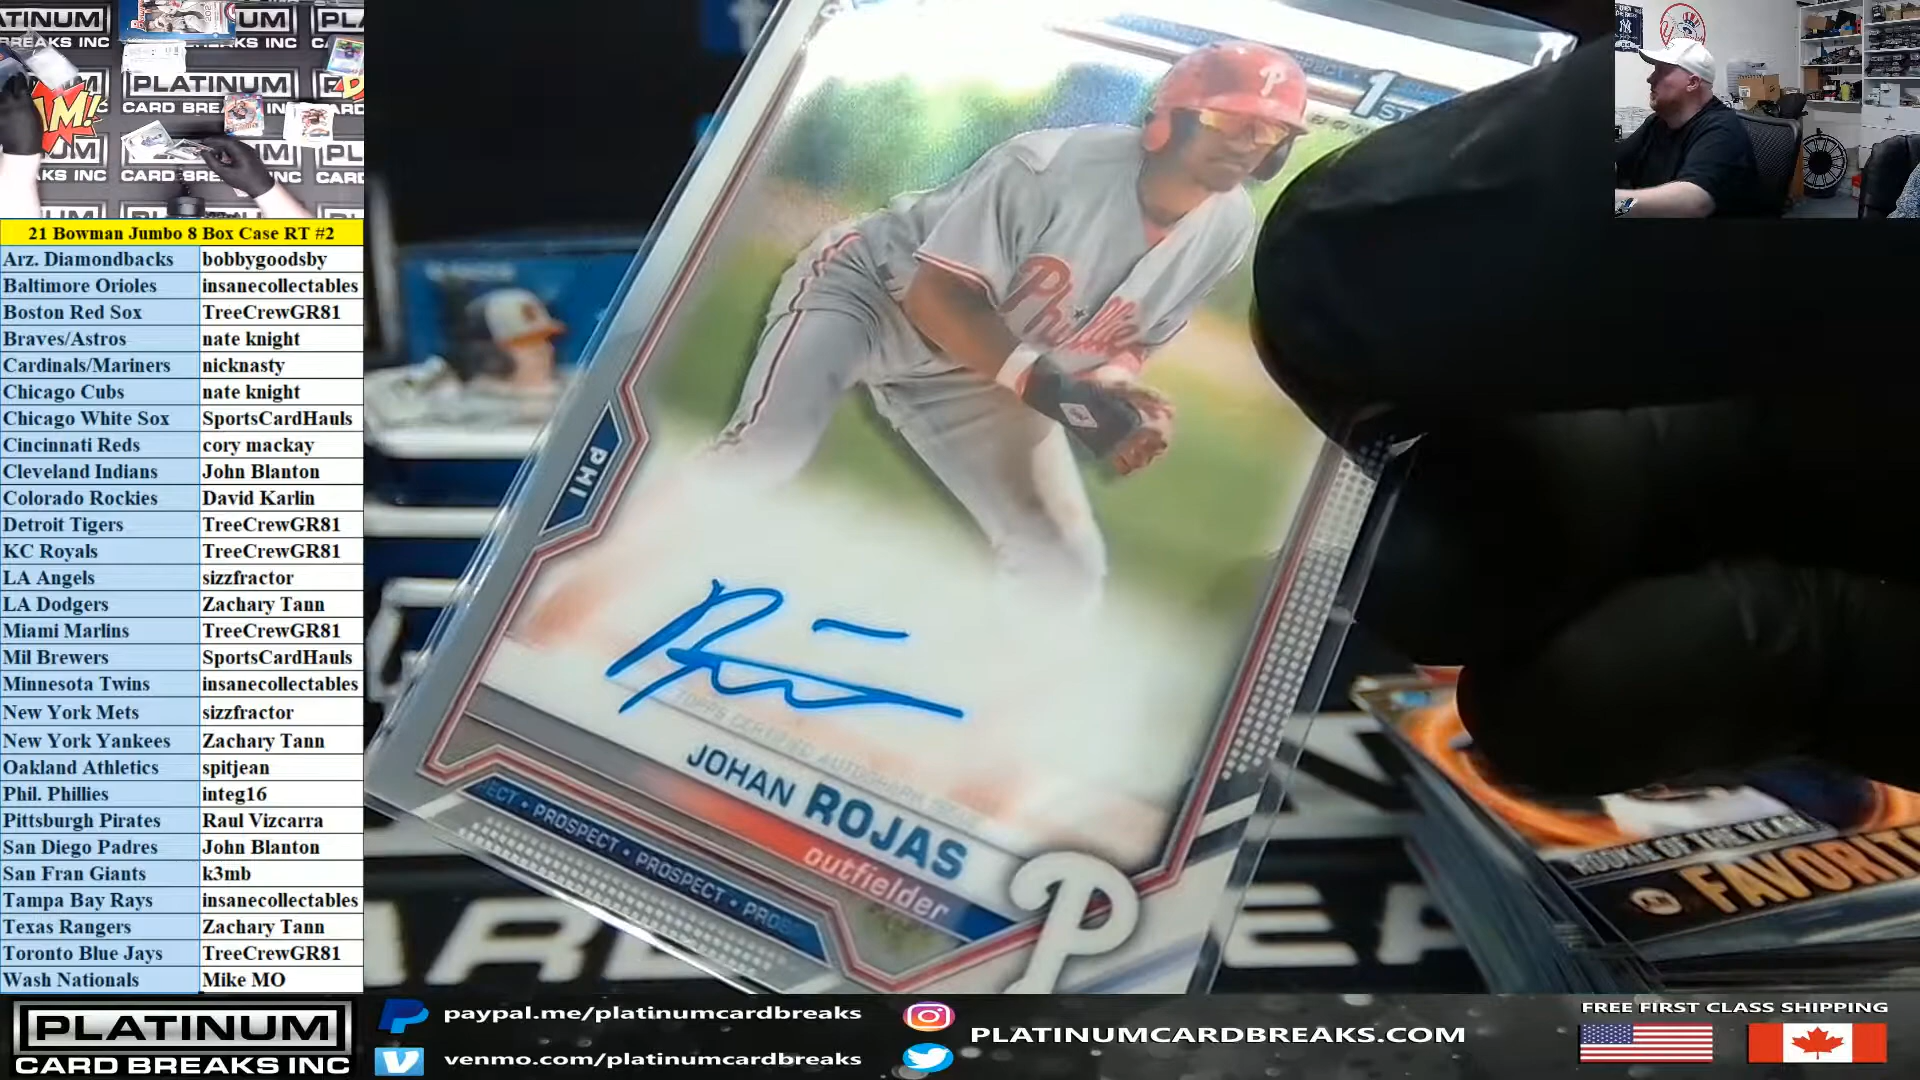 PLATINUM
CARD BREAKS INC
21 Bowman Jumbo 8 Box Case RT #2
Arz. Diamondbacks bobbygoodsby
Baltimore Orioles insanecollectables
Boston Red Sox TreeCrewGR81
Braves/Astros nate knight
Cardinals/Mariners nicknasty
Chicago Cubs nate knight
Chicago White Sox SportsCardHauls
Cincinnati Reds cory mackay
Cleveland Indians John Blanton
Colorado Rockies David Karlin
Detroit Tigers TreeCrewGR81
KC Royals TreeCrewGR81
LA Angels sizzfractor
LA Dodgers Zachary Tann
Miami Marlins TreeCrewGR81
Mil Brewers SportsCardHauls
Minnesota Twins insanecollectables
New York Mets sizzfractor
New York Yankees Zachary Tann
Oakland Athletics spitjean
Phil. Phillies integ16
Pittsburgh Pirates Raul Vizcarra
San Diego Padres John Blanton
San Fran Giants k3mb
Tampa Bay Rays insanecollectables
Texas Rangers Zachary Tann
Toronto Blue Jays TreeCrewGR81
Wash Nationals Mike MO
1ST
P
Phillies
PHI
TOPPS CERTIFIED AUTOGRAPH ISSUE
JOHAN ROJAS
outfielder
PROSPECT • PROSPECT
P
ROOKIE OF THE YEAR
FAVORIT
PLATINUM
CARD BREAKS INC
paypal.me/platinumcardbreaks
venmo.com/platinumcardbreaks
PLATINUMCARDBREAKS.COM
FREE FIRST CLASS SHIPPING